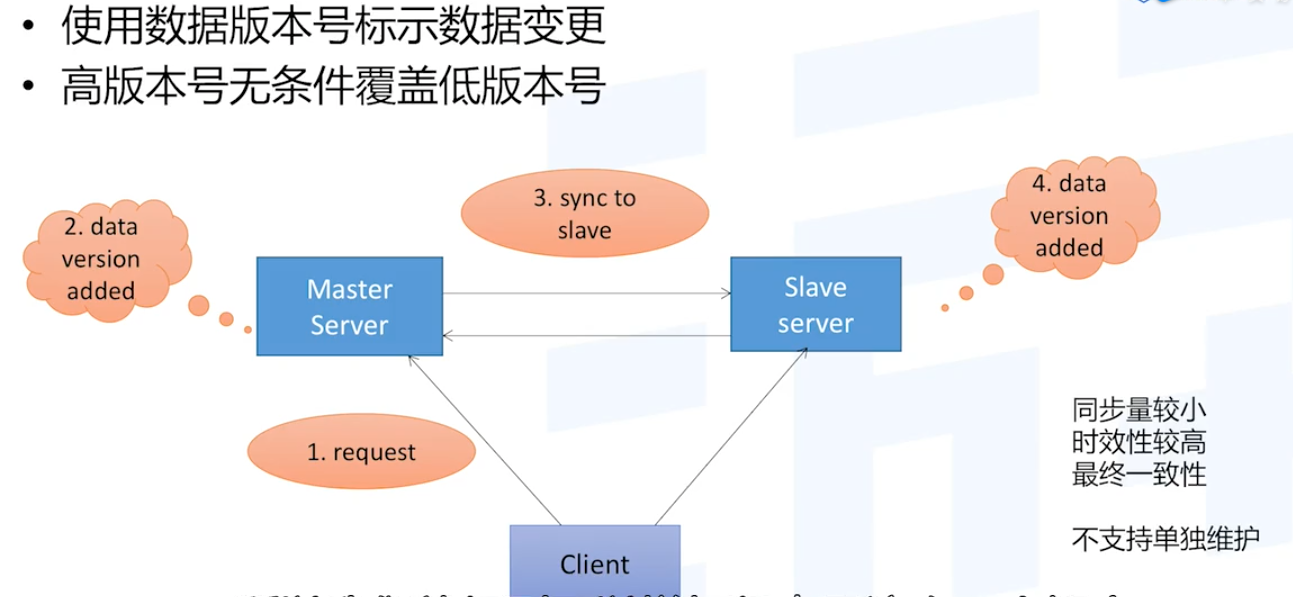 使用数据版本号标示数据变更
高版本号无条件覆盖低版本号
2. data
version
added
3. sync to
slave
4. data
version
added
Master
Server
Slave
server
1. request
同步量较小
时效性较高
最终一致性
不支持单独维护
Client